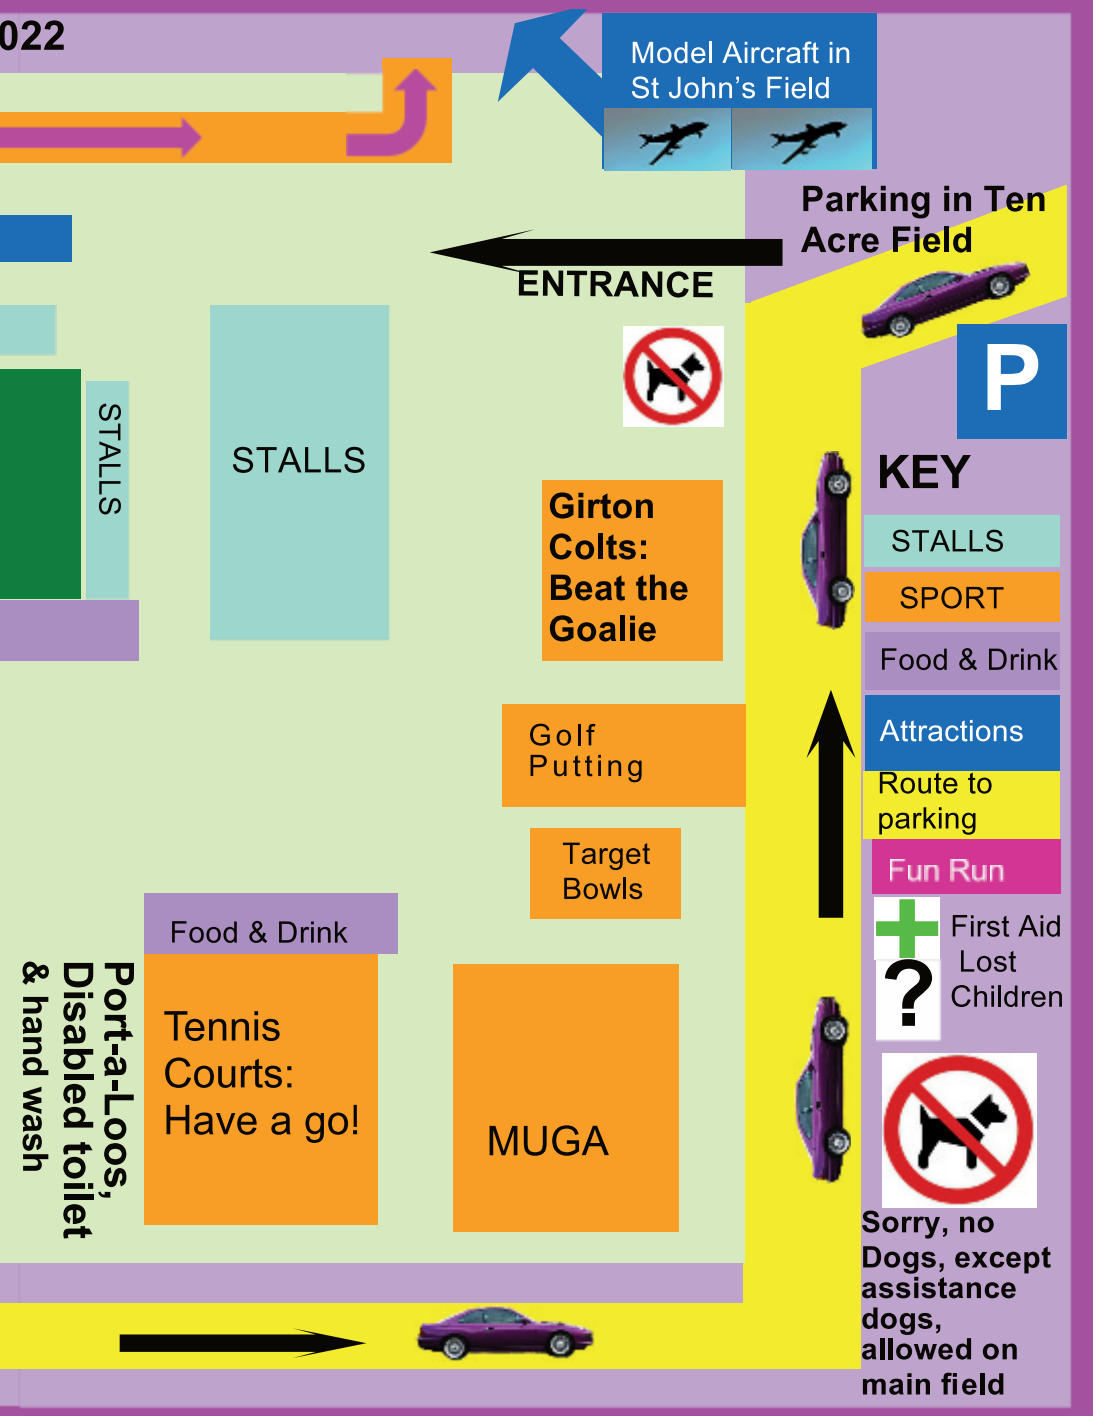 022
Model Aircraft in
St John's Field
Parking in Ten
Acre Field
ENTRANCE
P
STALLS
STALLS
Girton
Colts:
Beat the
Goalie
Golf
Putting
Target
Bowls
Food & Drink
Tennis
Courts:
Have a go!
MUGA
Port-a-Loos,
Disabled toilet
& hand wash
KEY
STALLS
SPORT
Food & Drink
Attractions
Route to
parking
Fun Run
First Aid
?
Lost
Children
Sorry, no
Dogs, except
assistance
dogs,
allowed on
main field